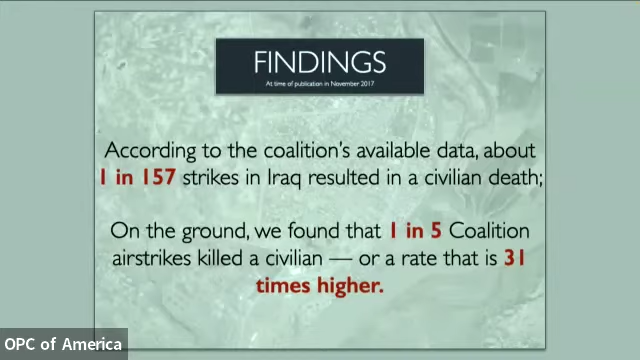 FINDINGS
At time of publication in November 2017
According to the coalition's available data, about
1 in 157 strikes in Iraq resulted in a civilian death;
On the ground, we found that 1 in 5 Coalition
airstrikes killed a civilian — or a rate that is 31
times higher.
OPC of America